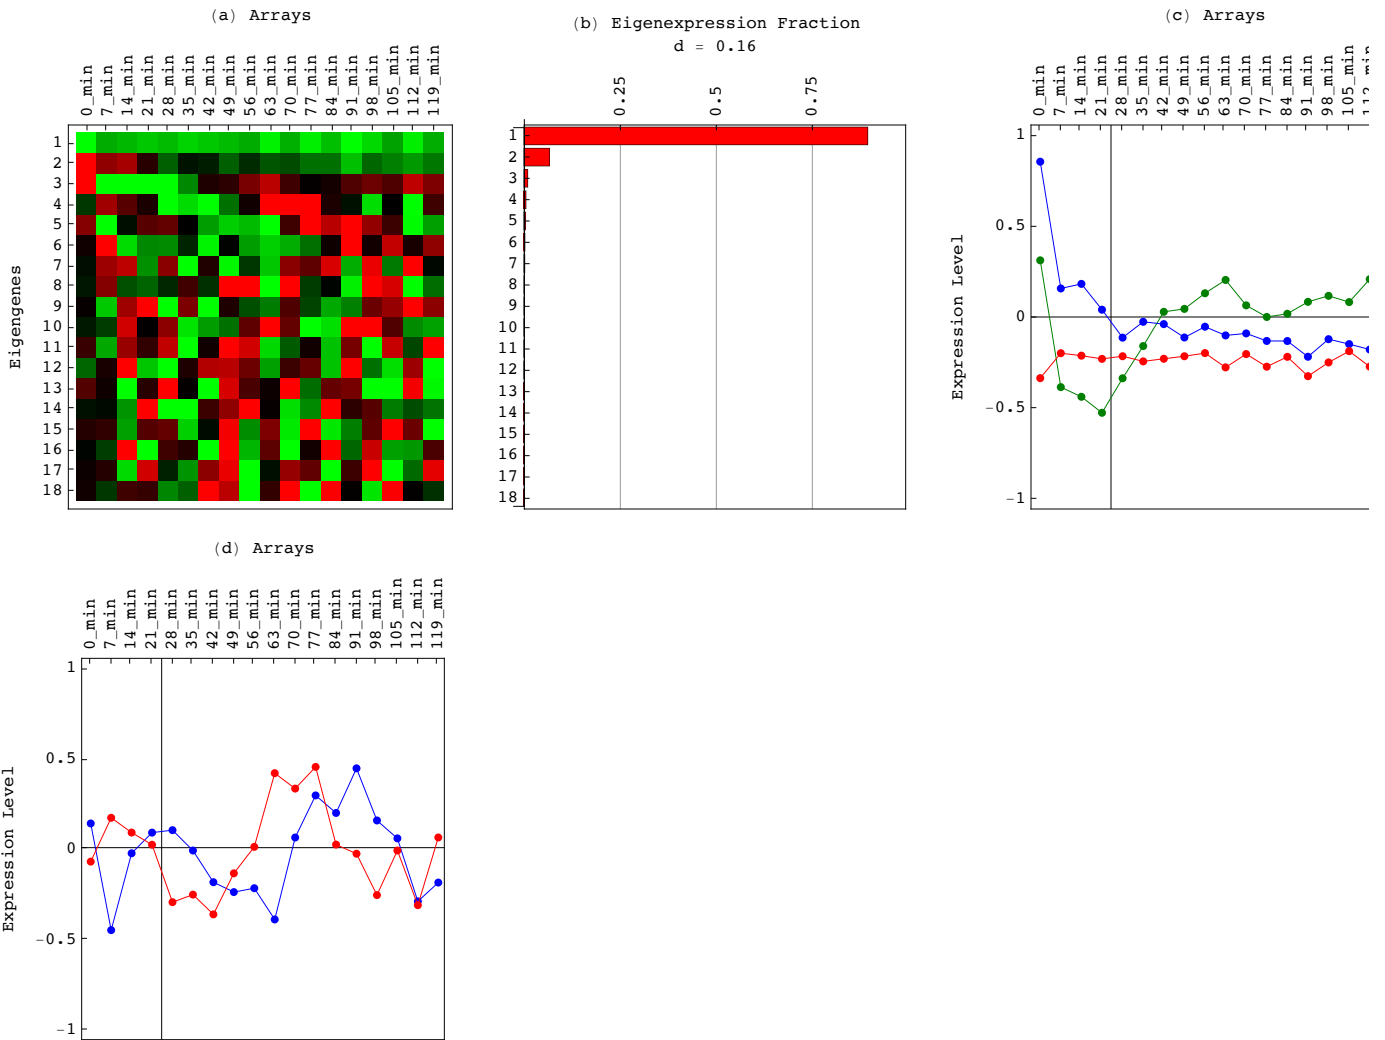 (a) Arrays
0_min
7_min
14_min
21_min
28_min
35_min
42_min
49_min
56_min
63_min
70_min
77_min
84_min
91_min
98_min
105_min
112_min
119_min
Eigengenes
1
2
3
4
5
6
7
8
9
10
11
12
13
14
15
16
17
18
(b) Eigenexpression Fraction
d = 0.16
0.25
0.5
0.75
1
2
3
4
5
6
7
8
9
10
11
12
13
14
15
16
17
18
(c) Arrays
0_min
7_min
14_min
21_min
28_min
35_min
42_min
49_min
56_min
63_min
70_min
77_min
84_min
91_min
98_min
105_min
112_min
Expression Level
1
0.5
0
-0.5
-1
(d) Arrays
0_min
7_min
14_min
21_min
28_min
35_min
42_min
49_min
56_min
63_min
70_min
77_min
84_min
91_min
98_min
105_min
112_min
119_min
Expression Level
1
0.5
0
-0.5
-1